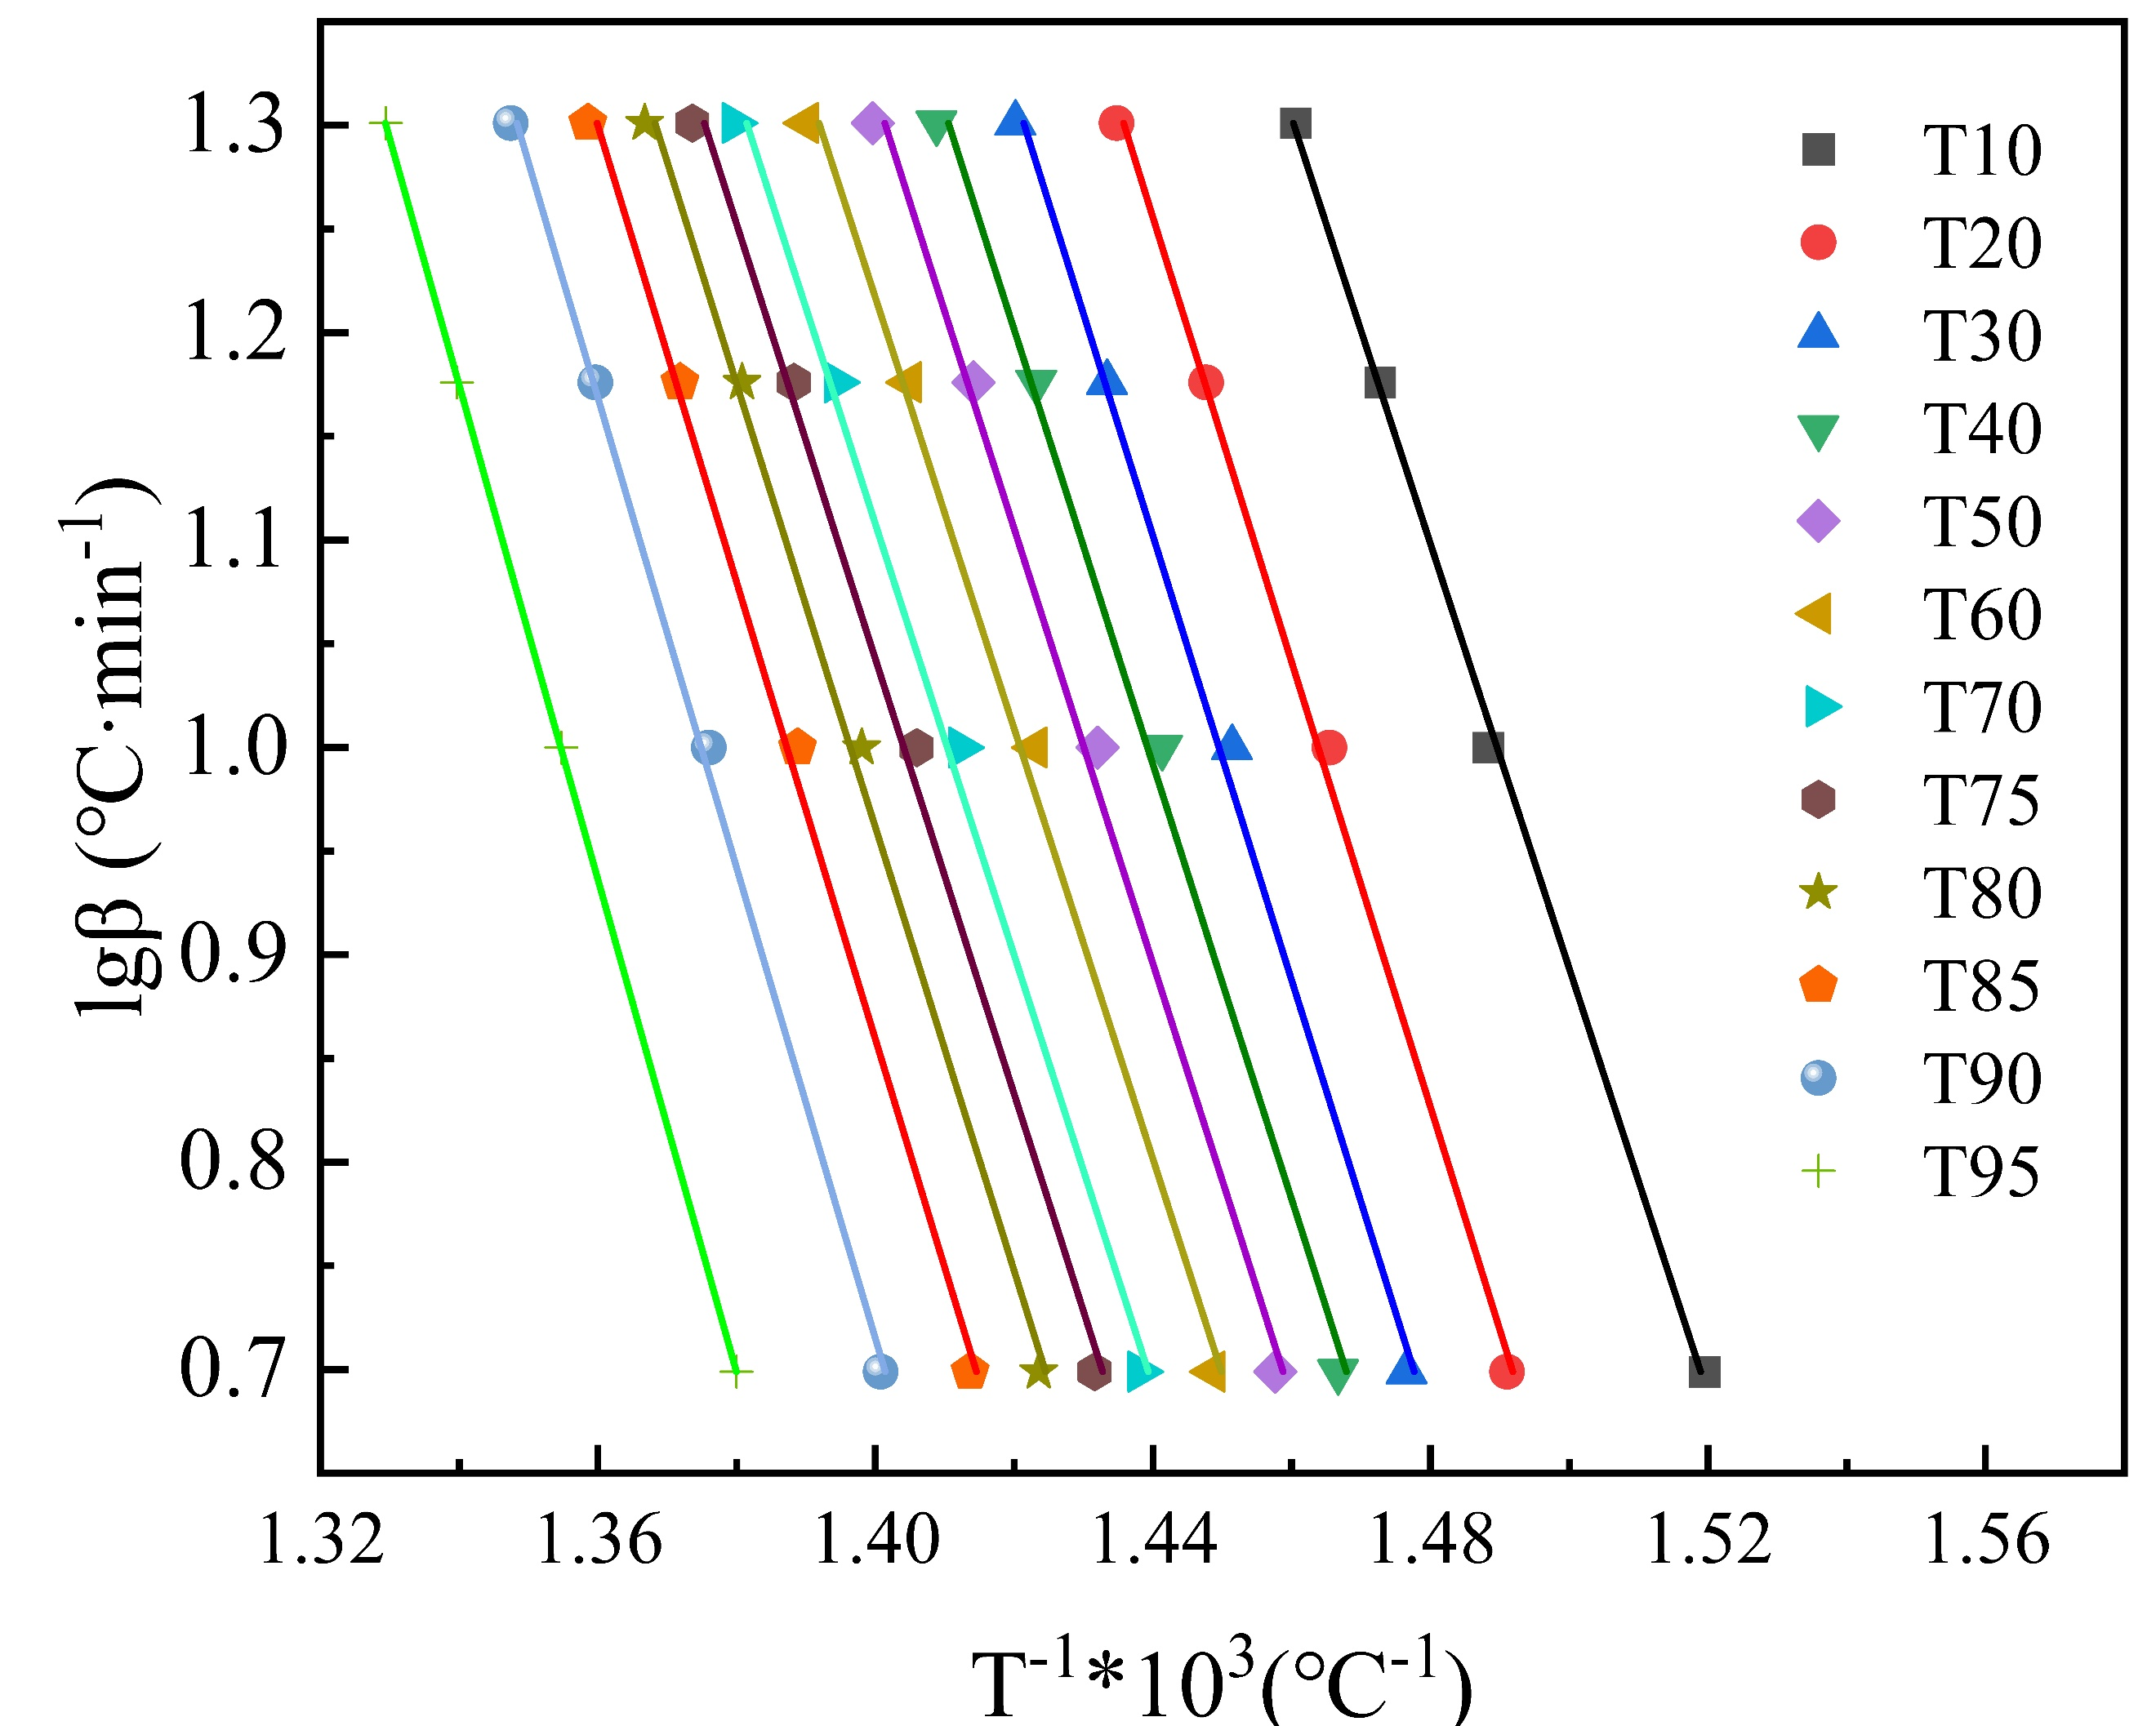 1.3
1.2
1.1
1.0
0.9
0.8
0.7
lgβ (°C·min⁻¹)
1.32 1.36 1.40 1.44 1.48 1.52 1.56
T⁻¹*10³(°C⁻¹)
T10
T20
T30
T40
T50
T60
T70
T75
T80
T85
T90
T95